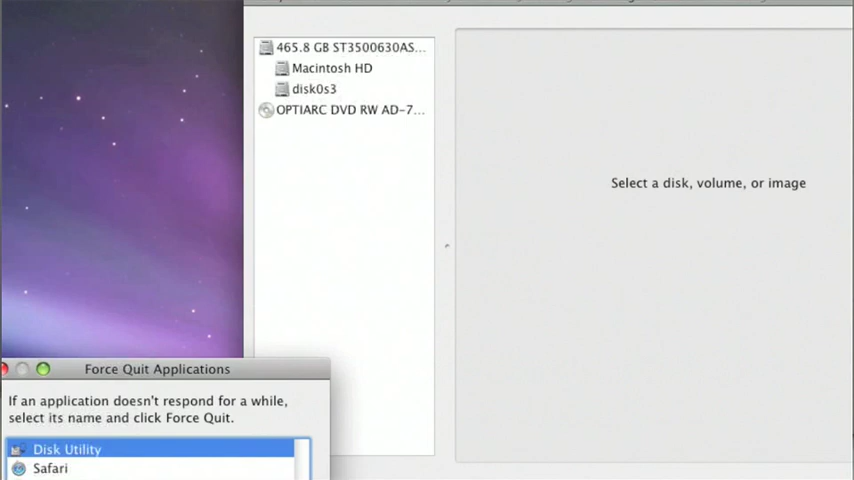 465.8 GB ST3500630AS...
Macintosh HD
disk0s3
OPTIARC DVD RW AD-7...
Select a disk, volume, or image
Force Quit Applications
If an application doesn't respond for a while,
select its name and click Force Quit.
Disk Utility
Safari